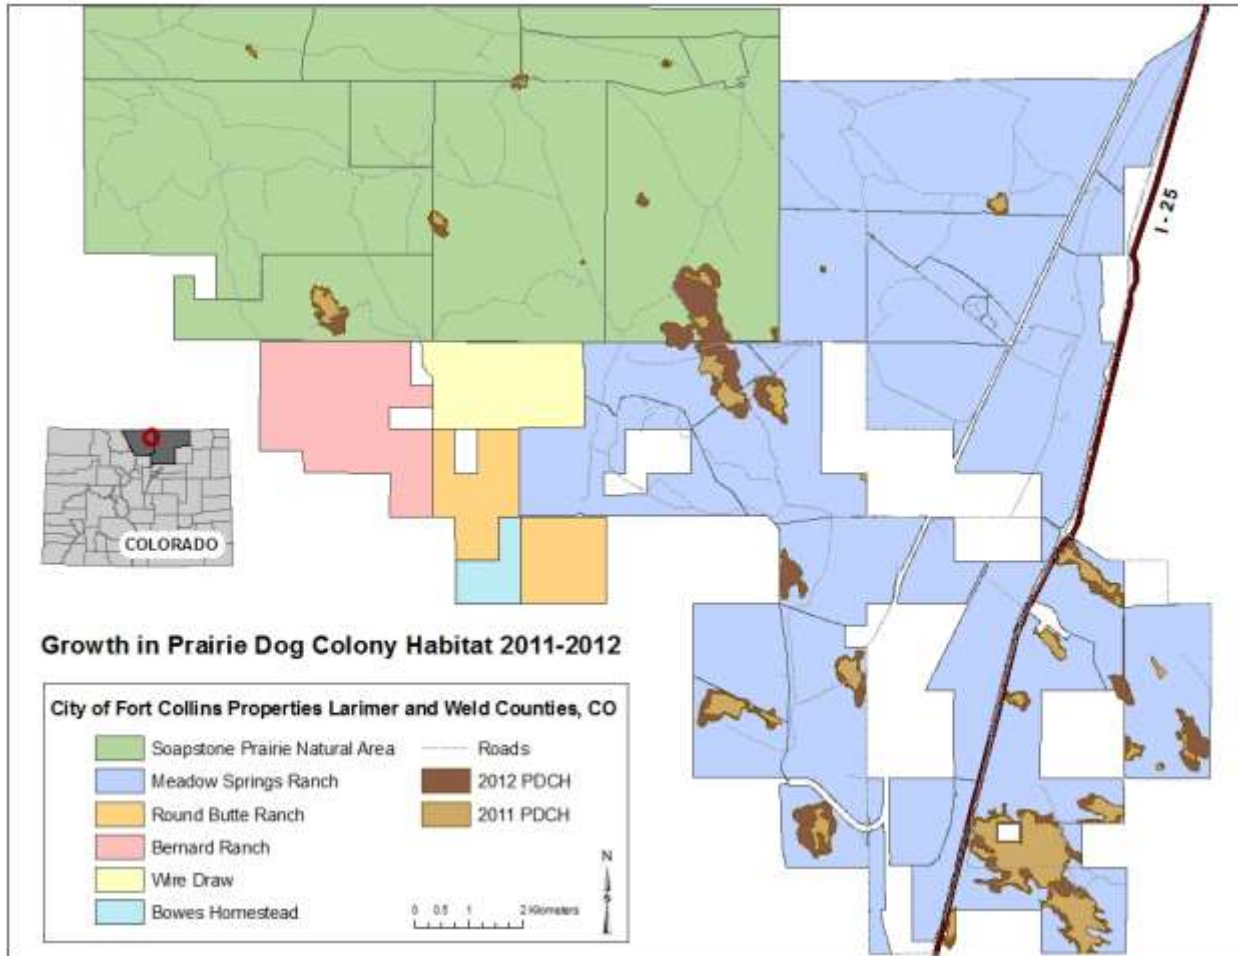 I - 25
COLORADO
Growth in Prairie Dog Colony Habitat 2011-2012
City of Fort Collins Properties Larimer and Weld Counties, CO
Soapstone Prairie Natural Area
Meadow Springs Ranch
Round Butte Ranch
Bernard Ranch
Wire Draw
Bowes Homestead
Roads
2012 PDCH
2011 PDCH
0 0.5 1 2 Kilometers
N
S